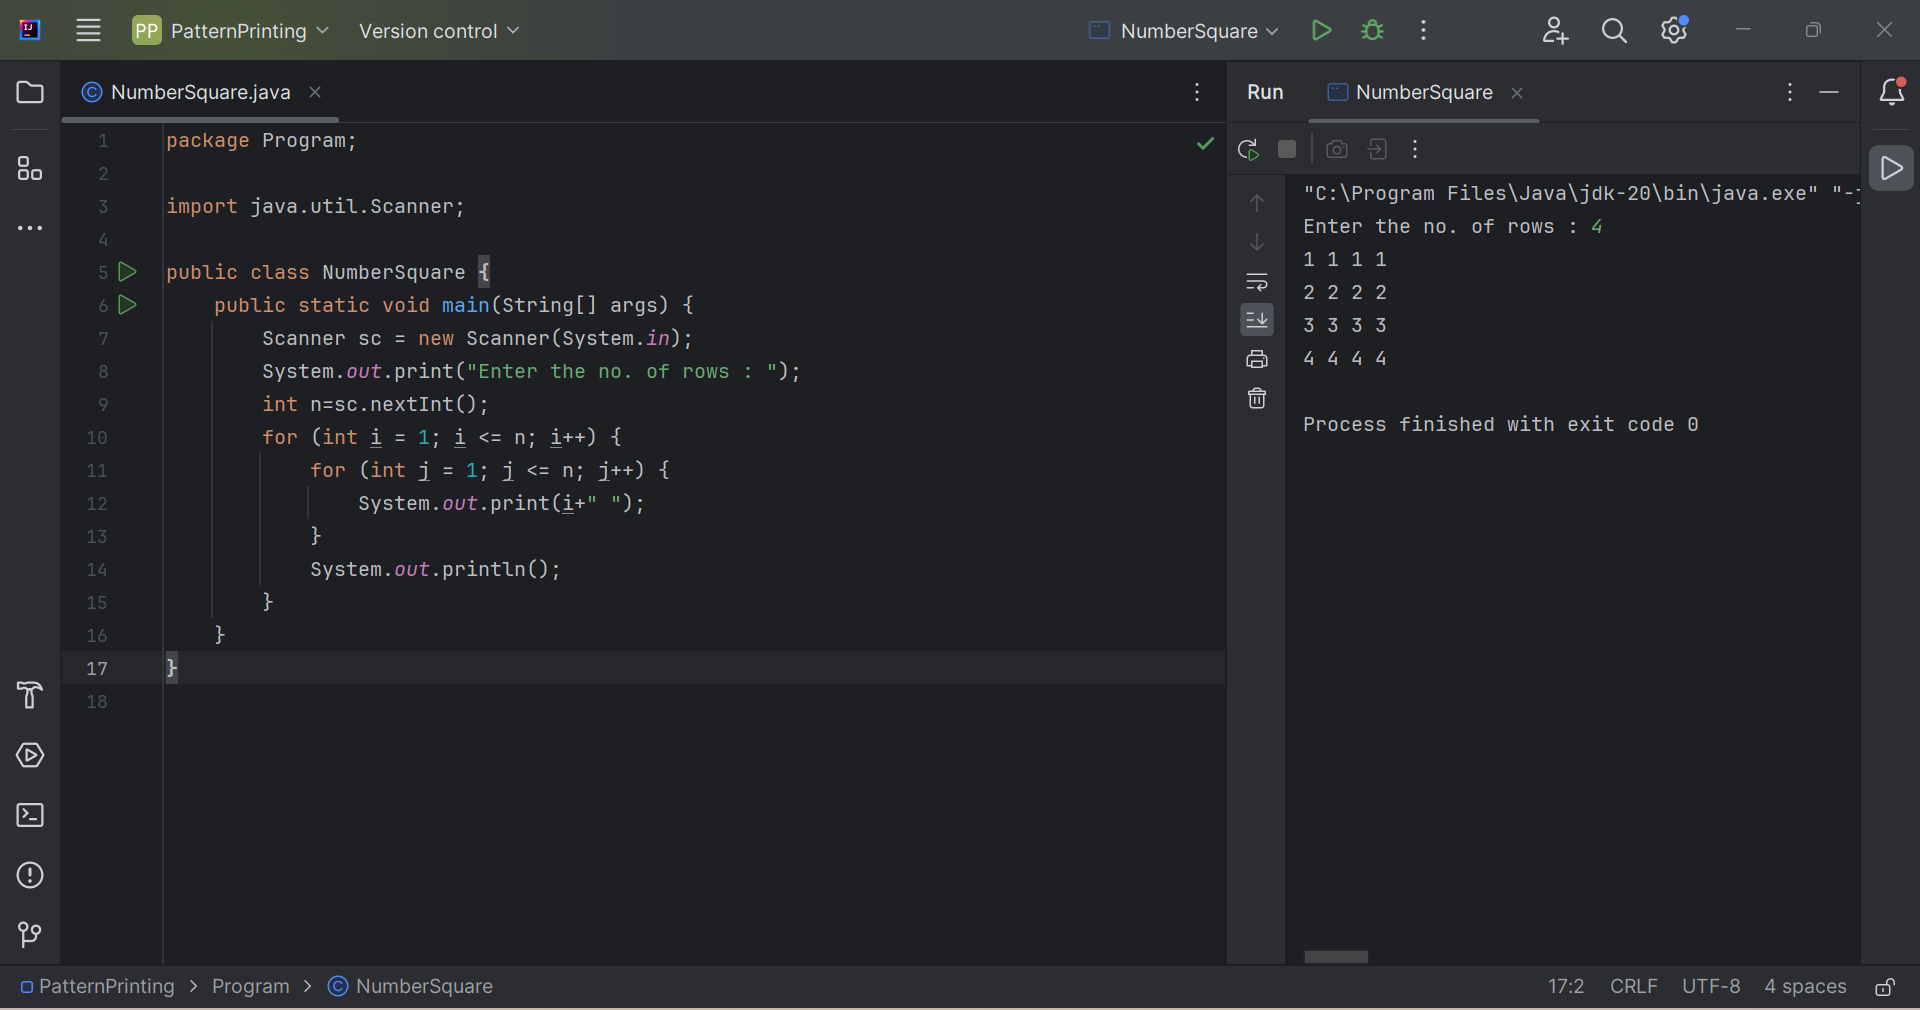 PP PatternPrinting Version control NumberSquare
NumberSquare.java
1 package Program;
2
3 import java.util.Scanner;
4
5 public class NumberSquare {
6     public static void main(String[] args) {
7         Scanner sc = new Scanner(System.in);
8         System.out.print("Enter the no. of rows : ");
9         int n=sc.nextInt();
10         for (int i = 1; i <= n; i++) {
11             for (int j = 1; j <= n; j++) {
12                 System.out.print(i+" ");
13             }
14             System.out.println();
15         }
16     }
17 }
18
Run NumberSquare
"C:\Program Files\Java\jdk-20\bin\java.exe" "-j
Enter the no. of rows : 4
1 1 1 1
2 2 2 2
3 3 3 3
4 4 4 4
Process finished with exit code 0
PatternPrinting > Program > NumberSquare
17:2 CRLF UTF-8 4 spaces